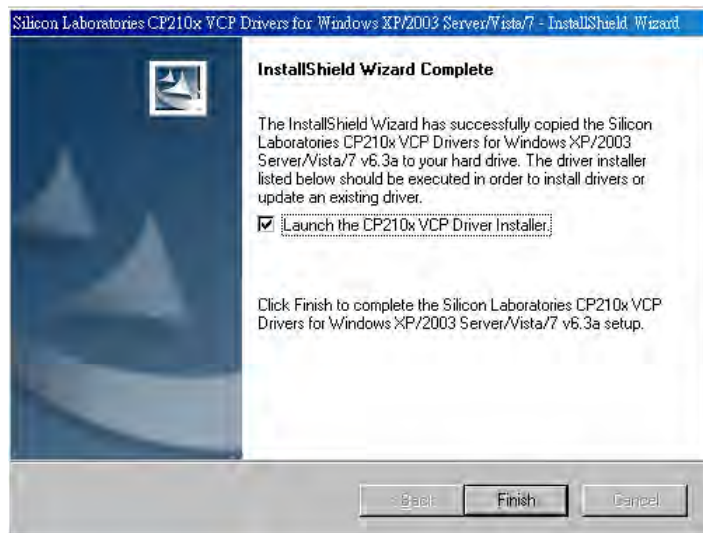 Silicon Laboratories CP210x VCP Drivers for Windows XP/2003 Server/Vista/7 - InstallShield Wizard
InstallShield Wizard Complete
The InstallShield Wizard has successfully copied the Silicon
Laboratories CP210x VCP Drivers for Windows XP/2003
Server/Vista/7 v6.3a to your hard drive. The driver installer
listed below should be executed in order to install drivers or
update an existing driver.
Launch the CP210x VCP Driver Installer.
Click Finish to complete the Silicon Laboratories CP210x VCP
Drivers for Windows XP/2003 Server/Vista/7 v6.3a setup.
< Back
Finish
Cancel